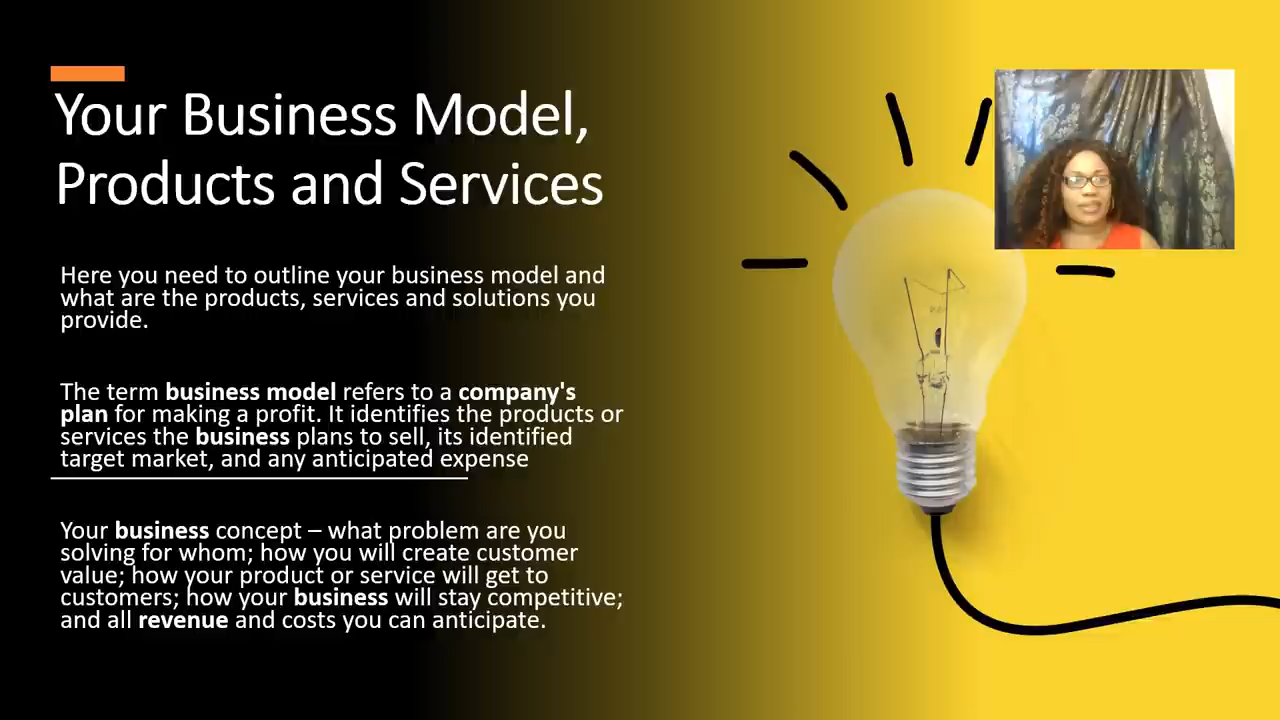 Your Business Model,
Products and Services
Here you need to outline your business model and
what are the products, services and solutions you
provide.
The term business model refers to a company's
plan for making a profit. It identifies the products or
services the business plans to sell, its identified
target market, and any anticipated expense
Your business concept – what problem are you
solving for whom; how you will create customer
value; how your product or service will get to
customers; how your business will stay competitive;
and all revenue and costs you can anticipate.